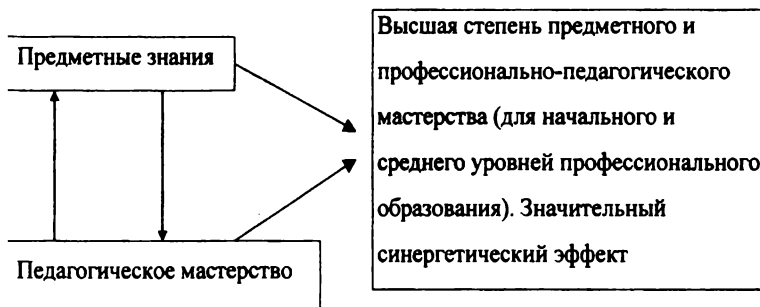 Предметные знания
Педагогическое мастерство
Высшая степень предметного и
профессионально-педагогического
мастерства (для начального и
среднего уровней профессионального
образования). Значительный
синергетический эффект